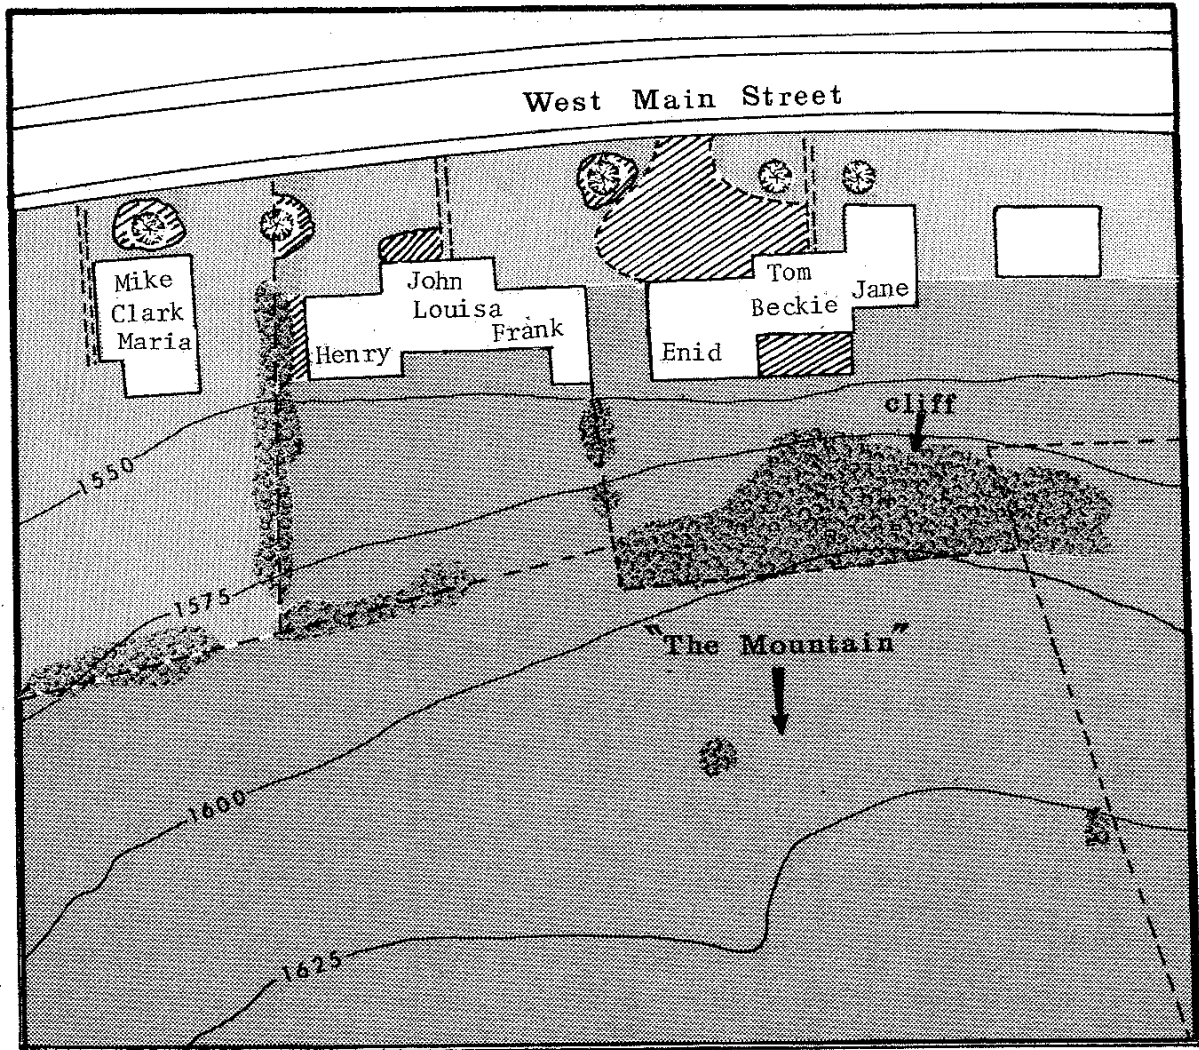 West Main Street
Mike
Clark
Maria
John
Louisa
Frank
Henry
Tom
Beckie
Jane
Enid
cliff
1550
1575
"The Mountain"
1600
1625